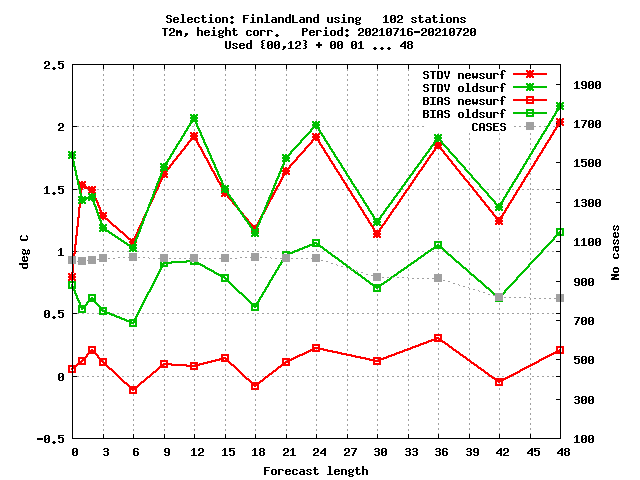 Selection: FinlandLand using   102 stations
T2m, height corr.   Period: 20210716-20210720
Used {00,12} + 00 01 ... 48
STDV newsurf
STDV oldsurf
BIAS newsurf
BIAS oldsurf
CASES
2.5
2
1.5
1
0.5
0
-0.5
deg C
1900
1700
1500
1300
1100
900
700
500
300
100
No cases
0 3 6 9 12 15 18 21 24 27 30 33 36 39 42 45 48
Forecast length